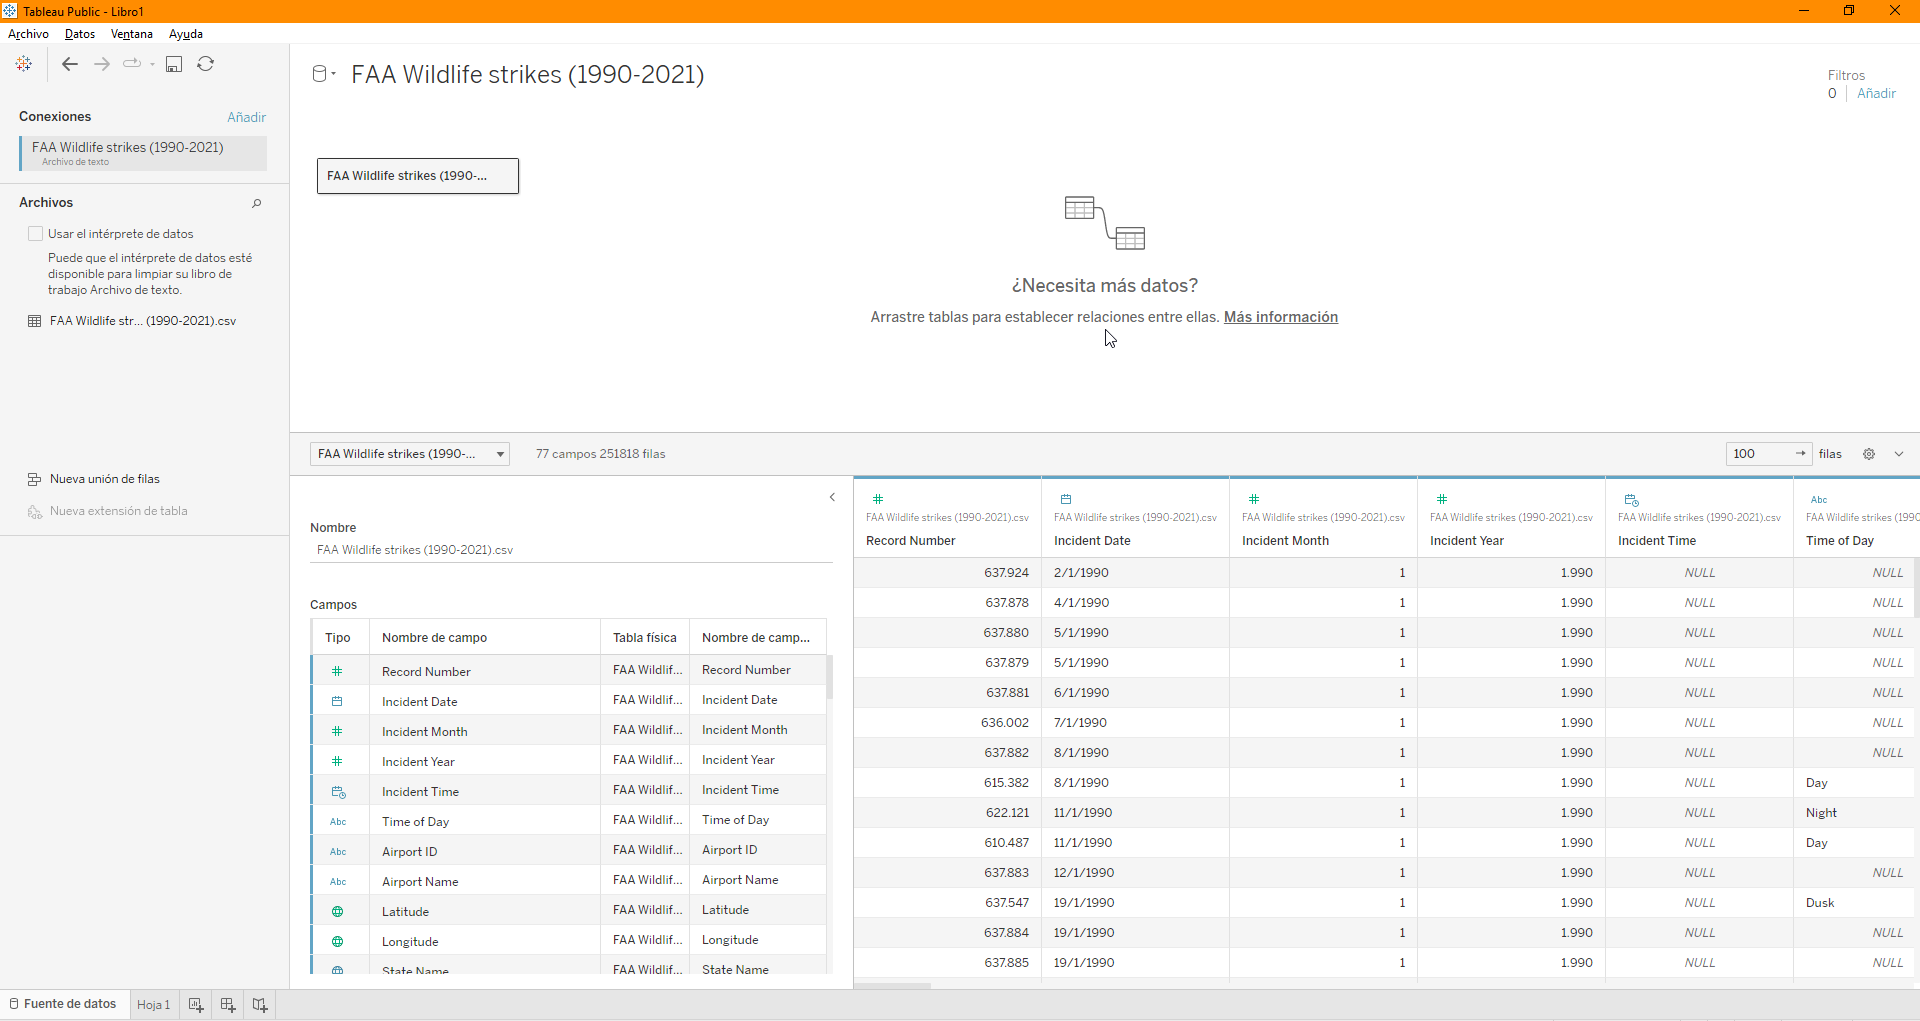 Tableau Public - Libro1
Archivo Datos Ventana Ayuda
Conexiones Añadir
FAA Wildlife strikes (1990-2021)
Archivo de texto
Archivos
Usar el intérprete de datos
Puede que el intérprete de datos esté
disponible para limpiar su libro de
trabajo Archivo de texto.
FAA Wildlife str... (1990-2021).csv
Nueva unión de filas
Nueva extensión de tabla
FAA Wildlife strikes (1990-2021)
Filtros
0 Añadir
FAA Wildlife strikes (1990-...
¿Necesita más datos?
Arrastre tablas para establecer relaciones entre ellas. Más información
FAA Wildlife strikes (1990-... 77 campos 251818 filas 100 filas
Nombre
FAA Wildlife strikes (1990-2021).csv
Campos
Tipo Nombre de campo Tabla física Nombre de camp...
Record Number FAA Wildlif... Record Number
Incident Date FAA Wildlif... Incident Date
Incident Month FAA Wildlif... Incident Month
Incident Year FAA Wildlif... Incident Year
Incident Time FAA Wildlif... Incident Time
Abc Time of Day FAA Wildlif... Time of Day
Abc Airport ID FAA Wildlif... Airport ID
Abc Airport Name FAA Wildlif... Airport Name
Latitude FAA Wildlif... Latitude
Longitude FAA Wildlif... Longitude
State Name FAA Wildlif... State Name
Abc
FAA Wildlife strikes (1990-2021).csv FAA Wildlife strikes (1990-2021).csv FAA Wildlife strikes (1990-2021).csv FAA Wildlife strikes (1990-2021).csv FAA Wildlife strikes (1990-2021).csv FAA Wildlife strikes (1990
Record Number Incident Date Incident Month Incident Year Incident Time Time of Day
637.924 2/1/1990 1 1.990 NULL NULL
637.878 4/1/1990 1 1.990 NULL NULL
637.880 5/1/1990 1 1.990 NULL NULL
637.879 5/1/1990 1 1.990 NULL NULL
637.881 6/1/1990 1 1.990 NULL NULL
636.002 7/1/1990 1 1.990 NULL NULL
637.882 8/1/1990 1 1.990 NULL NULL
615.382 8/1/1990 1 1.990 NULL Day
622.121 11/1/1990 1 1.990 NULL Night
610.487 11/1/1990 1 1.990 NULL Day
637.883 12/1/1990 1 1.990 NULL NULL
637.547 19/1/1990 1 1.990 NULL Dusk
637.884 19/1/1990 1 1.990 NULL NULL
637.885 19/1/1990 1 1.990 NULL NULL
Fuente de datos Hoja 1